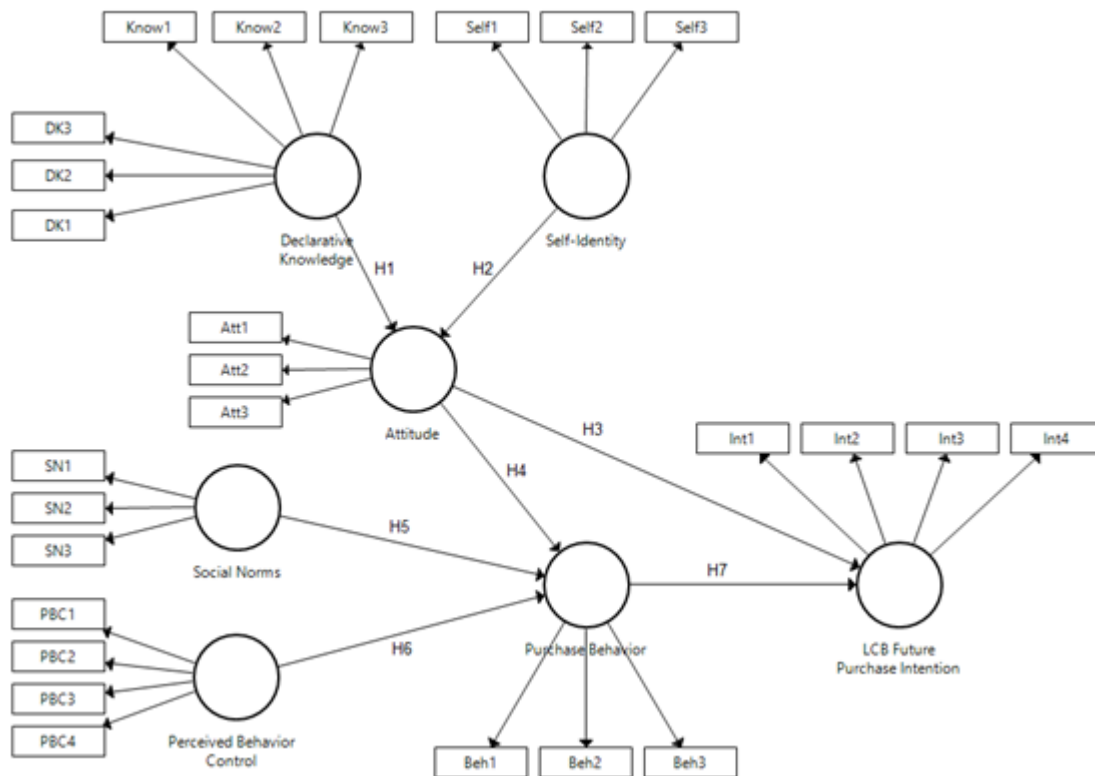 Know1
Know2
Know3
Self1
Self2
Self3
DK3
DK2
DK1
Declarative
Knowledge
Self-Identity
H1
H2
Att1
Att2
Att3
Attitude
H3
H4
Int1
Int2
Int3
Int4
SN1
SN2
SN3
Social Norms
H5
H7
PBC1
PBC2
PBC3
PBC4
H6
Perceived Behavior
Control
Purchase Behavior
LCB Future
Purchase Intention
Beh1
Beh2
Beh3